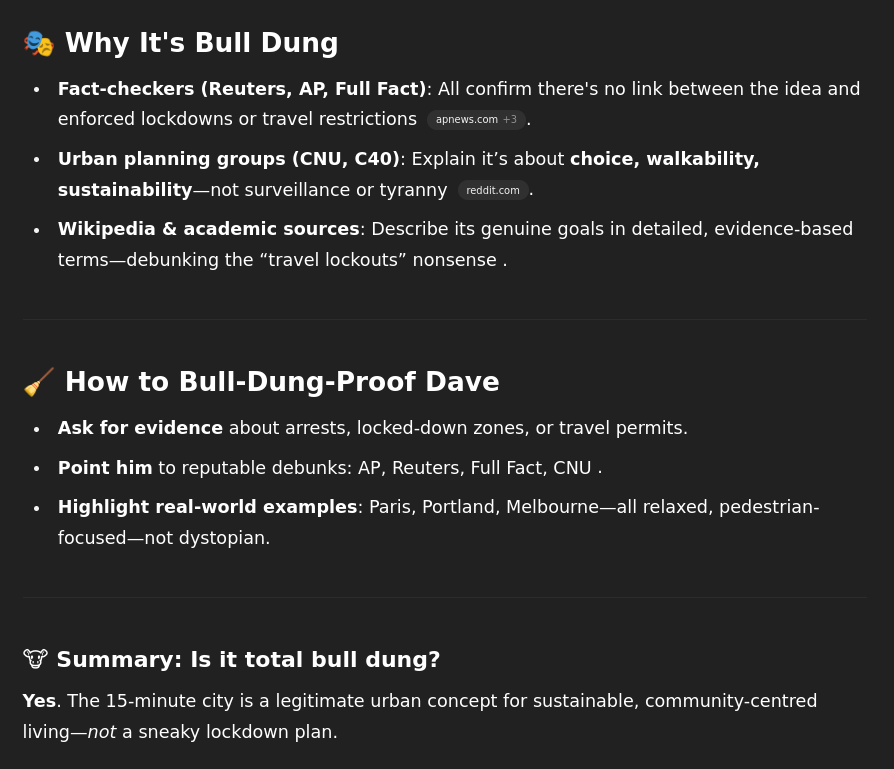 🎭 Why It's Bull Dung
• Fact-checkers (Reuters, AP, Full Fact): All confirm there's no link between the idea and
enforced lockdowns or travel restrictions apnews.com +3 .
• Urban planning groups (CNU, C40): Explain it’s about choice, walkability,
sustainability—not surveillance or tyranny reddit.com .
• Wikipedia & academic sources: Describe its genuine goals in detailed, evidence-based
terms—debunking the “travel lockouts” nonsense .
🧹 How to Bull-Dung-Proof Dave
• Ask for evidence about arrests, locked-down zones, or travel permits.
• Point him to reputable debunks: AP, Reuters, Full Fact, CNU .
• Highlight real-world examples: Paris, Portland, Melbourne—all relaxed, pedestrian-
focused—not dystopian.
🐮 Summary: Is it total bull dung?
Yes. The 15-minute city is a legitimate urban concept for sustainable, community-centred
living—not a sneaky lockdown plan.